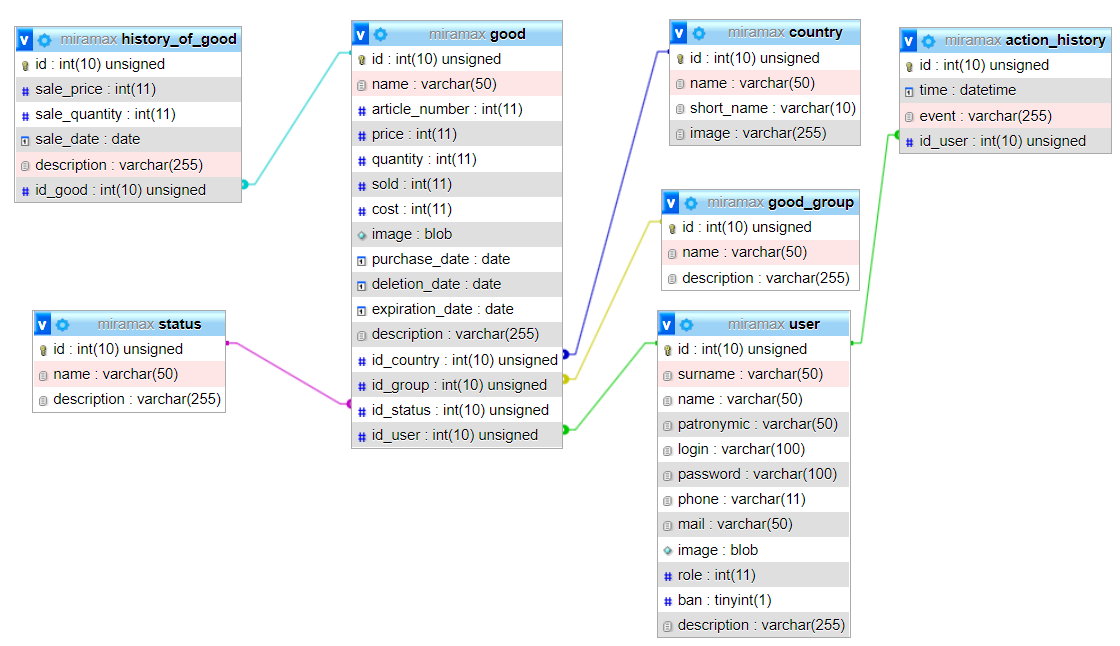 v miramax history_of_good
id : int(10) unsigned
# sale_price : int(11)
# sale_quantity : int(11)
sale_date : date
description : varchar(255)
# id_good : int(10) unsigned
v miramax good
id : int(10) unsigned
name : varchar(50)
# article_number : int(11)
# price : int(11)
# quantity : int(11)
# sold : int(11)
# cost : int(11)
image : blob
purchase_date : date
deletion_date : date
expiration_date : date
description : varchar(255)
# id_country : int(10) unsigned
# id_group : int(10) unsigned
# id_status : int(10) unsigned
# id_user : int(10) unsigned
v miramax country
id : int(10) unsigned
name : varchar(50)
short_name : varchar(10)
image : varchar(255)
v miramax action_history
id : int(10) unsigned
time : datetime
event : varchar(255)
# id_user : int(10) unsigned
v miramax good_group
id : int(10) unsigned
name : varchar(50)
description : varchar(255)
v miramax status
id : int(10) unsigned
name : varchar(50)
description : varchar(255)
v miramax user
id : int(10) unsigned
surname : varchar(50)
name : varchar(50)
patronymic : varchar(50)
login : varchar(100)
password : varchar(100)
phone : varchar(11)
mail : varchar(50)
image : blob
# role : int(11)
# ban : tinyint(1)
description : varchar(255)